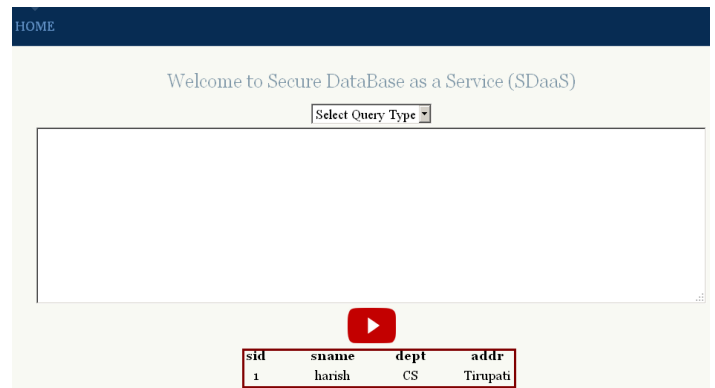 HOME
Welcome to Secure DataBase as a Service (SDaaS)
Select Query Type
sid sname dept addr
1 harish CS Tirupati